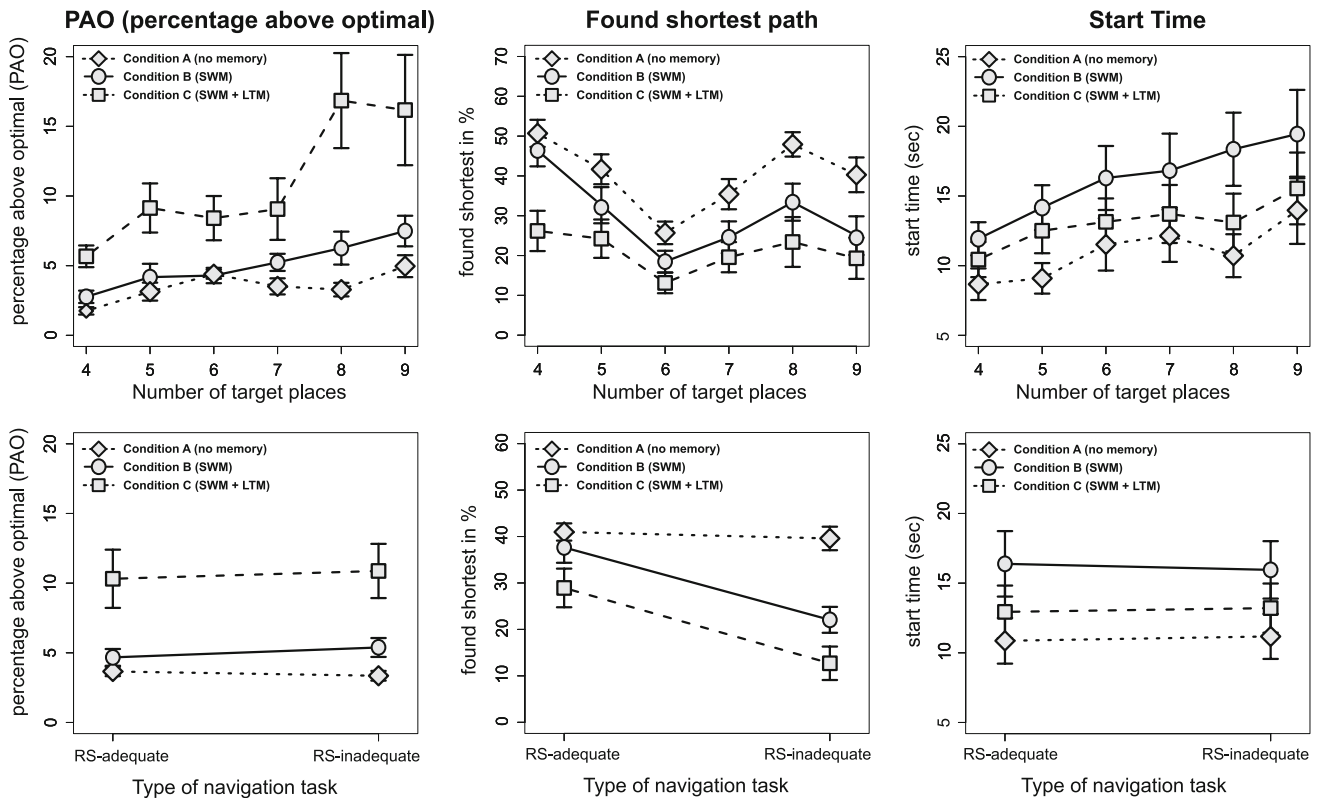 PAO (percentage above optimal)
percentage above optimal (PAO)
20
15
10
5
0
Condition A (no memory)
Condition B (SWM)
Condition C (SWM + LTM)
4 5 6 7 8 9
Number of target places
Found shortest path
found shortest in %
70
60
50
40
30
20
10
0
Condition A (no memory)
Condition B (SWM)
Condition C (SWM + LTM)
4 5 6 7 8 9
Number of target places
Start Time
start time (sec)
25
20
15
10
5
Condition A (no memory)
Condition B (SWM)
Condition C (SWM + LTM)
4 5 6 7 8 9
Number of target places
percentage above optimal (PAO)
20
15
10
5
0
Condition A (no memory)
Condition B (SWM)
Condition C (SWM + LTM)
RS-adequate RS-inadequate
Type of navigation task
found shortest in %
60
50
40
30
20
10
0
Condition A (no memory)
Condition B (SWM)
Condition C (SWM + LTM)
RS-adequate RS-inadequate
Type of navigation task
start time (sec)
25
20
15
10
5
Condition A (no memory)
Condition B (SWM)
Condition C (SWM + LTM)
RS-adequate RS-inadequate
Type of navigation task